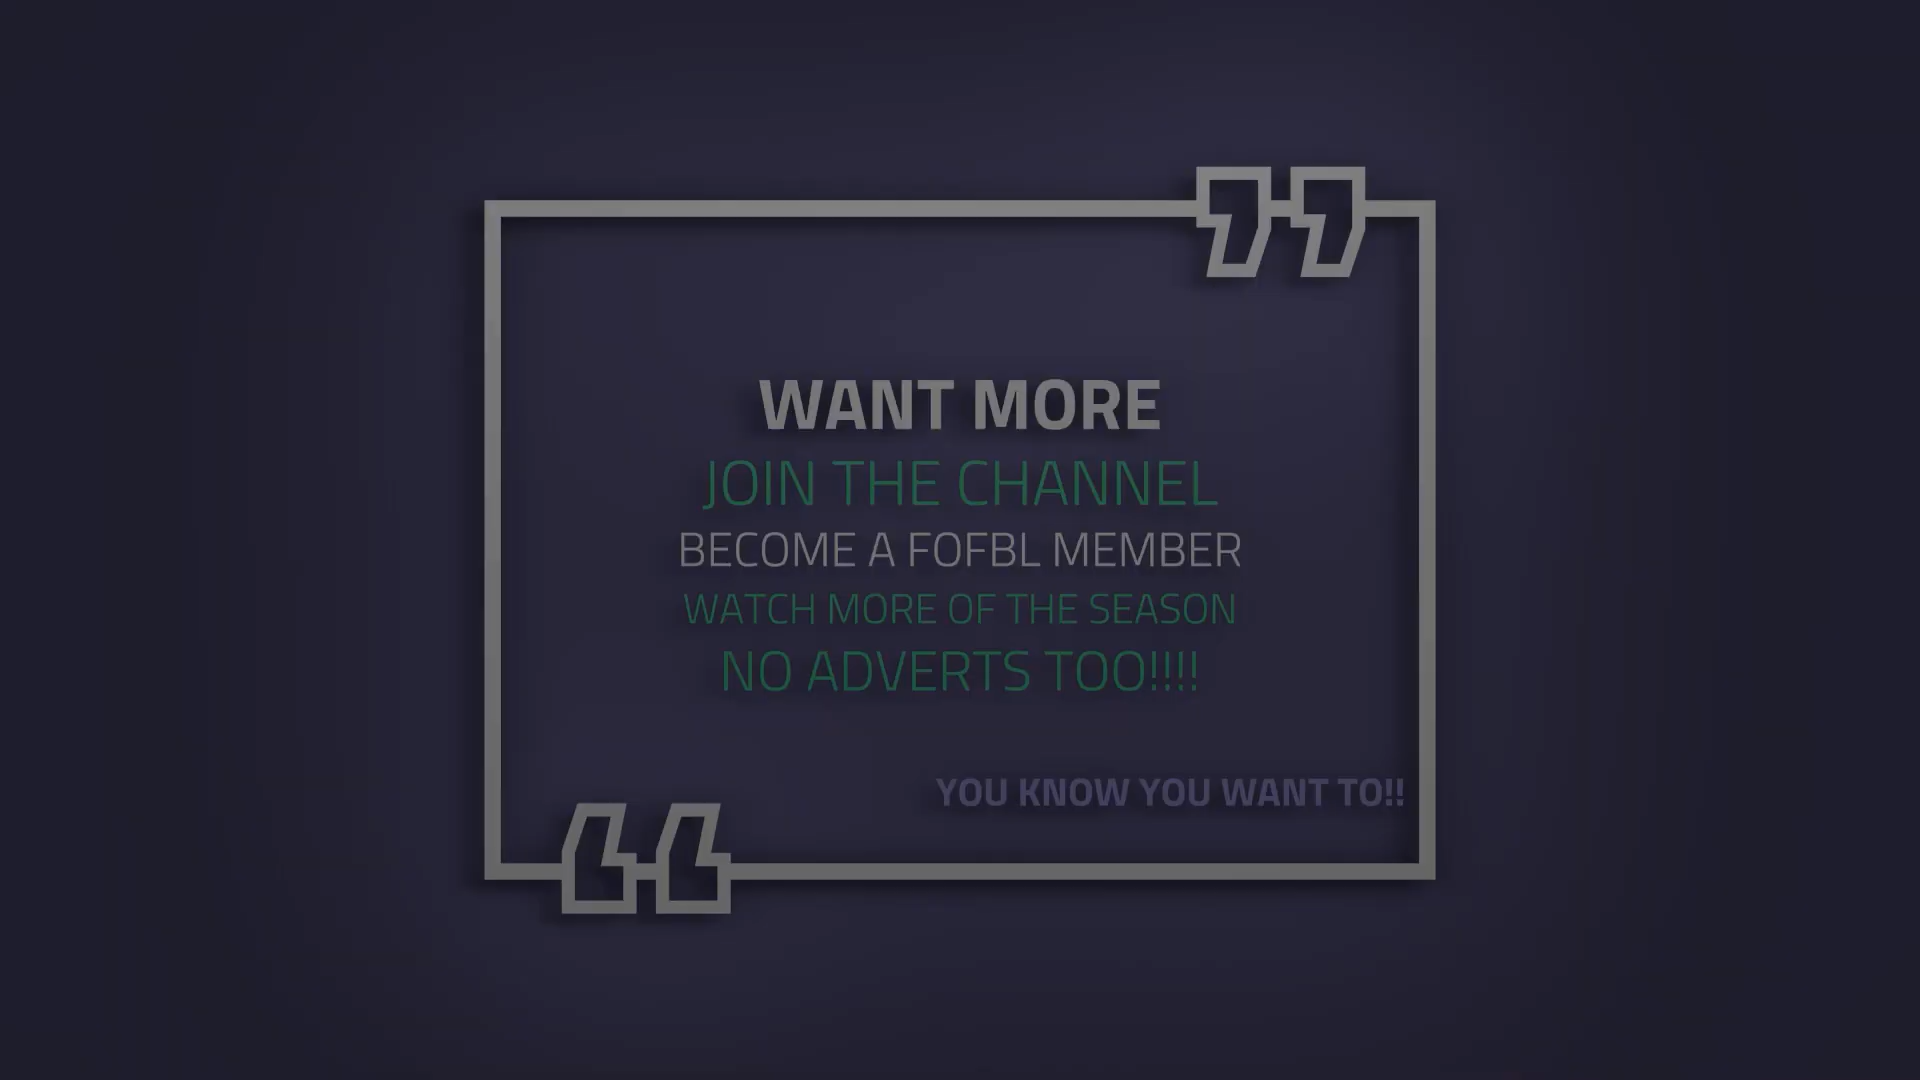 WANT MORE
JOIN THE CHANNEL
BECOME A FOFBL MEMBER
WATCH MORE OF THE SEASON
NO ADVERTS TOO!!!!
YOU KNOW YOU WANT TO!!